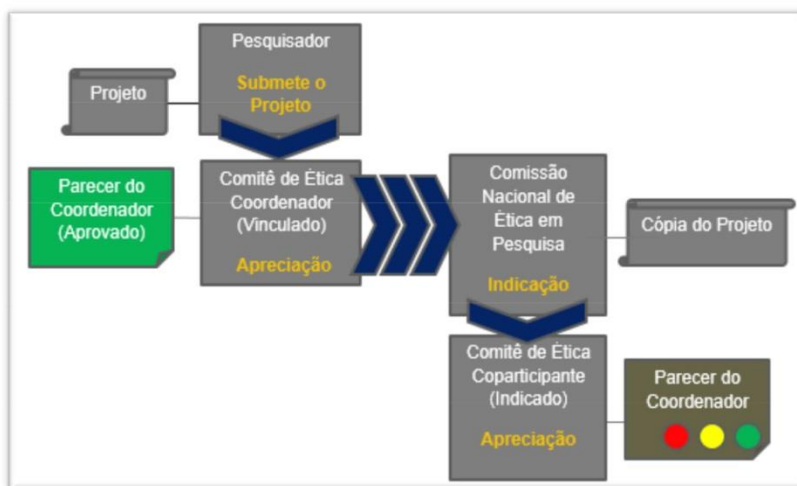 Pesquisador
Submete o
Projeto
Projeto
Parecer do
Coordenador
(Aprovado)
Comitê de Ética
Coordenador
(Vinculado)
Apreciação
Comissão
Nacional de
Ética em
Pesquisa
Indicação
Cópia do Projeto
Comitê de Ética
Coparticipante
(Indicado)
Apreciação
Parecer do
Coordenador